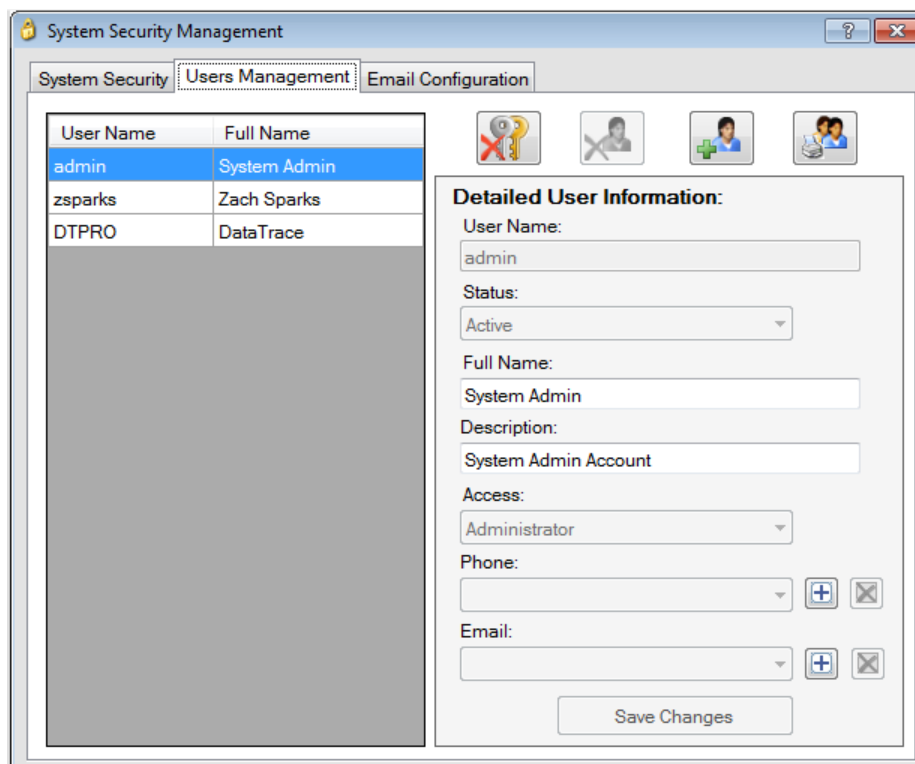 System Security Management
System Security Users Management Email Configuration
User Name Full Name
admin System Admin
zsparks Zach Sparks
DTPRO DataTrace
Detailed User Information:
User Name:
admin
Status:
Active
Full Name:
System Admin
Description:
System Admin Account
Access:
Administrator
Phone:
Email:
Save Changes